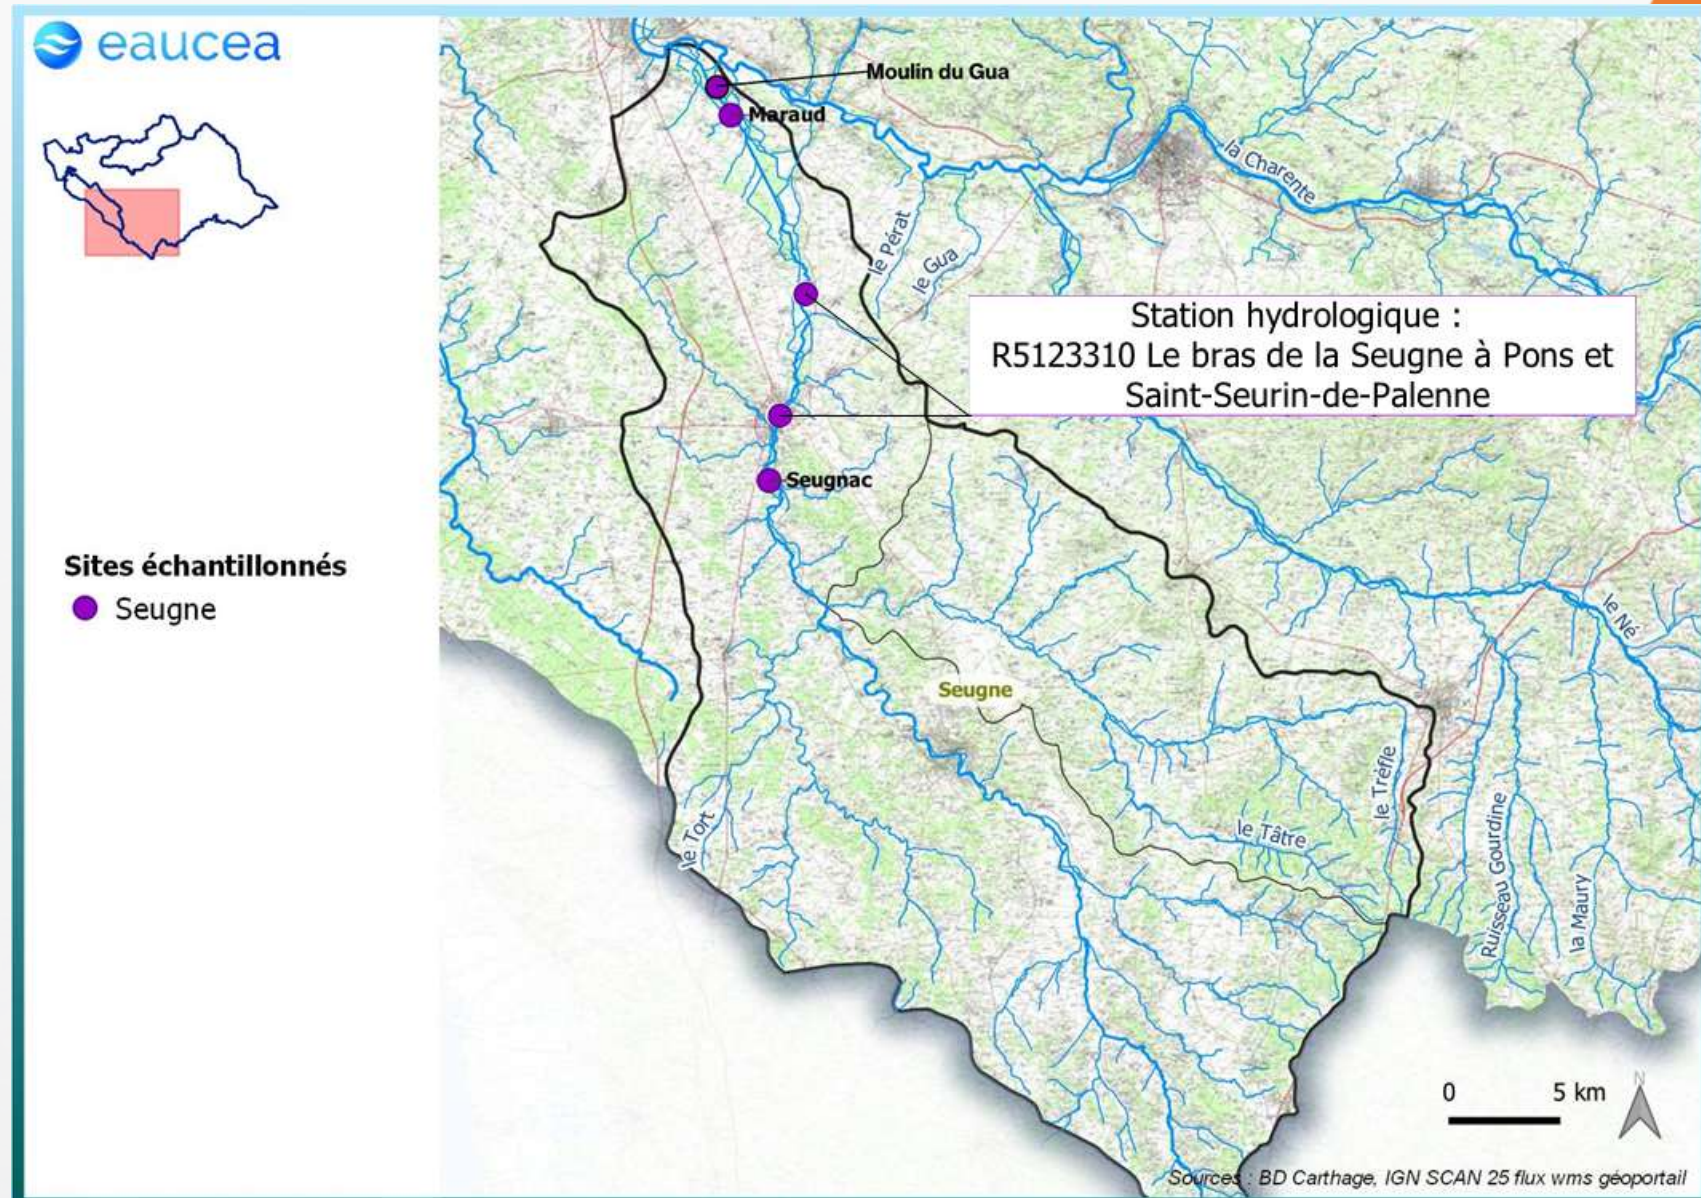 eaucea
Sites échantillonnés
Seugne
Moulin du Gua
Maraud
la Charente
le Pérat
le Gua
Station hydrologique :
R5123310 Le bras de la Seugne à Pons et
Saint-Seurin-de-Palenne
Seugnac
le Né
Seugne
le Trèfle
le Tâtre
le Tort
Ruisseau Gourdine
la Maury
0 5 km
N
Sources : BD Carthage, IGN SCAN 25 flux wms géoportail